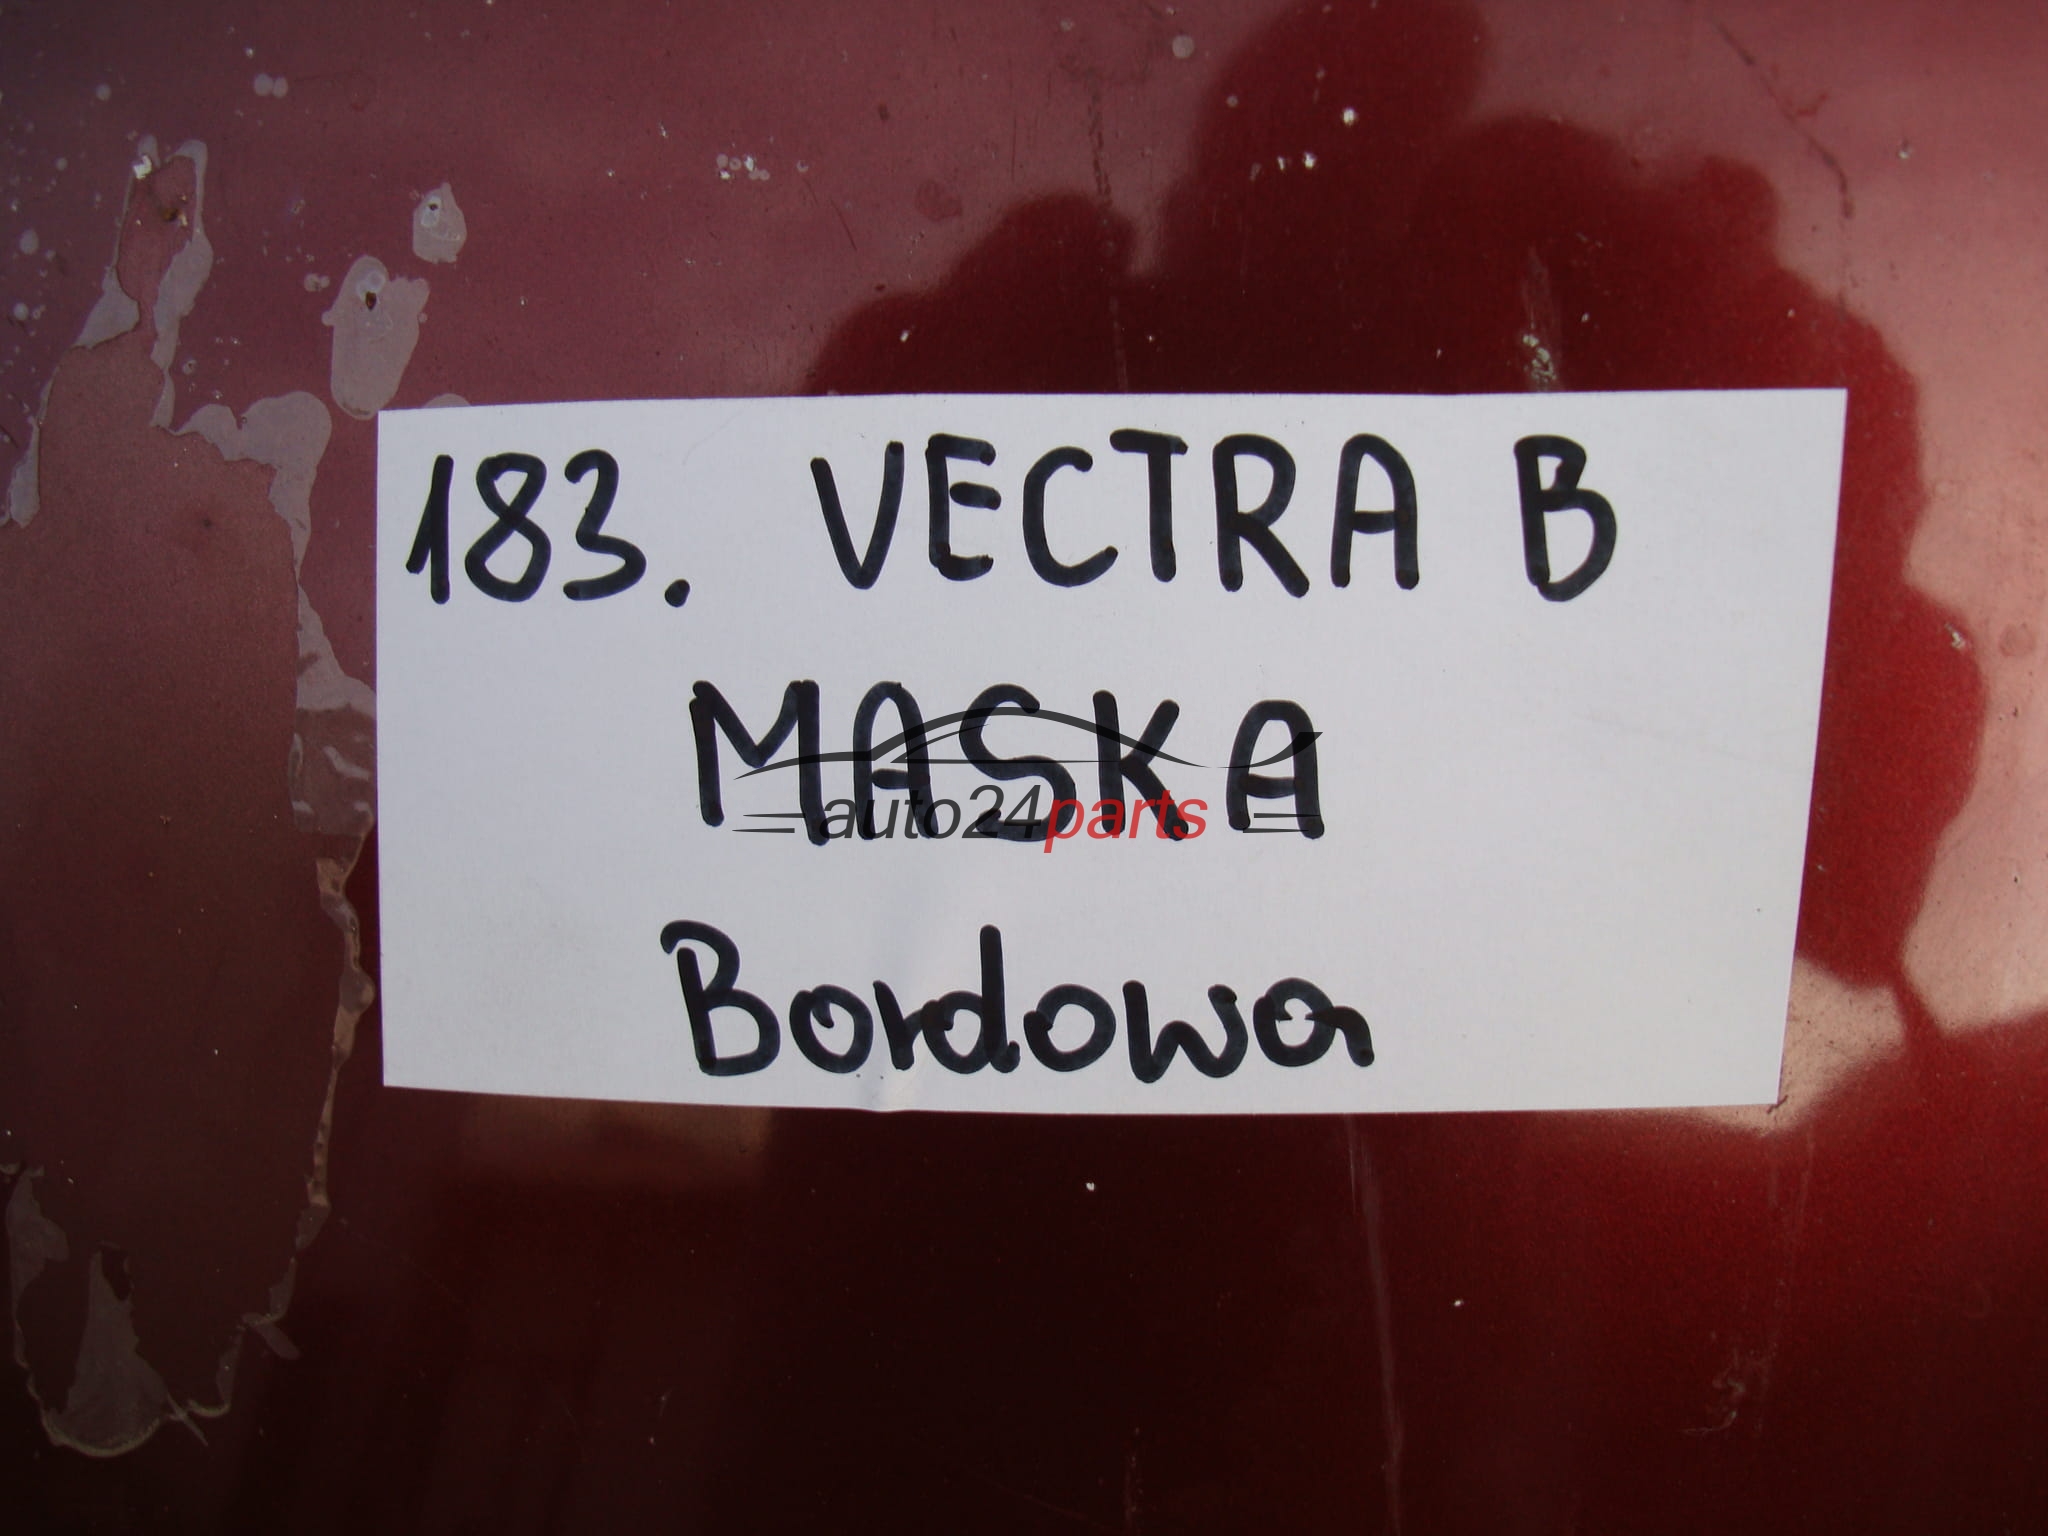 183. VECTRA B
MASKA
auto24parts
Bordowa